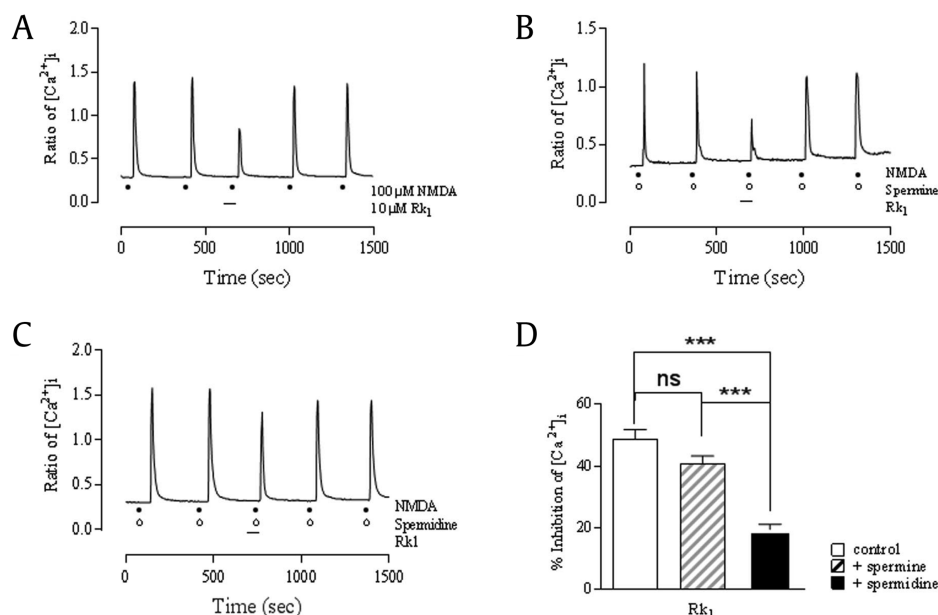 A
Ratio of [Ca²⁺]i
2.0
1.5
1.0
0.5
0.0
100 µM NMDA
10 µM Rk₁
0 500 1000 1500
Time (sec)
B
Ratio of [Ca²⁺]i
1.5
1.0
0.5
0.0
NMDA
Spermine
Rk₁
0 500 1000 1500
Time (sec)
C
Ratio of [Ca²⁺]i
2.0
1.5
1.0
0.5
0.0
NMDA
Spermidine
Rk1
0 500 1000 1500
Time (sec)
D
% Inhibition of [Ca²⁺]i
***
ns ***
60
40
20
0
Rk₁
control
+ spermine
+ spermidine